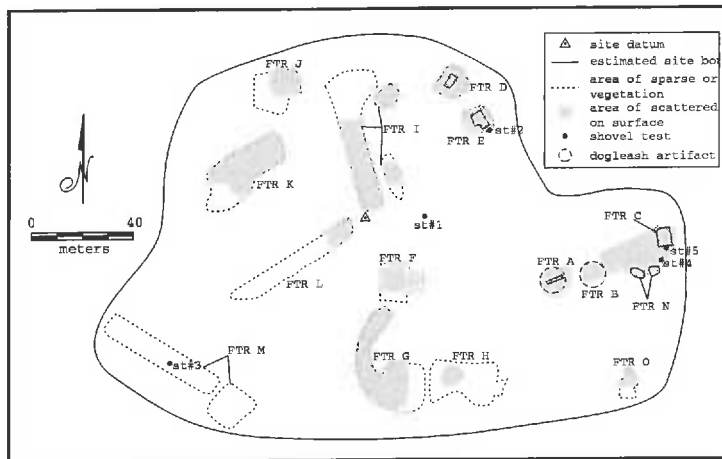 site datum
estimated site bo
area of sparse or
vegetation
area of scattered
on surface
shovel test
dogleash artifact
FTR J
FTR D
FTR I
FTR E
st#2
FTR K
N
0 40
meters
st#1
FTR C
st#5
st#4
FTR A
FTR B
FTR N
FTR F
FTR L
FTR M
st#3
FTR G
FTR H
FTR O